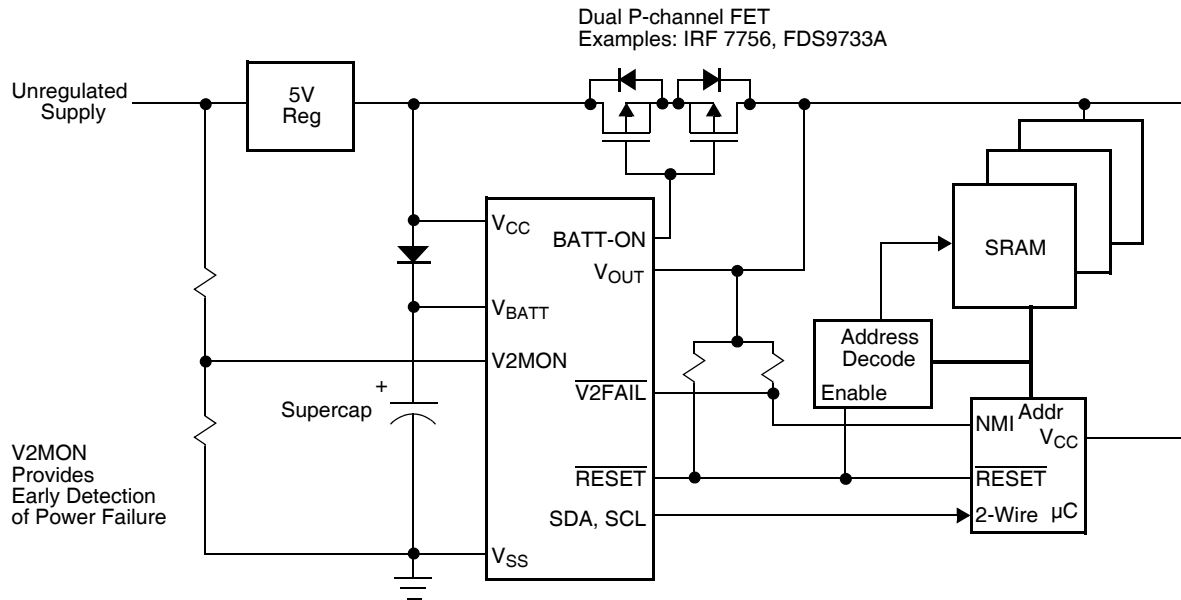 Dual P-channel FET
Examples: IRF 7756, FDS9733A
Unregulated
Supply
5V
Reg
VCC
BATT-ON
VOUT
VBATT
V2MON
V2FAIL
RESET
SDA, SCL
VSS
+
Supercap
V2MON
Provides
Early Detection
of Power Failure
SRAM
Address
Decode
Enable
Addr
NMI
VCC
RESET
2-Wire µC